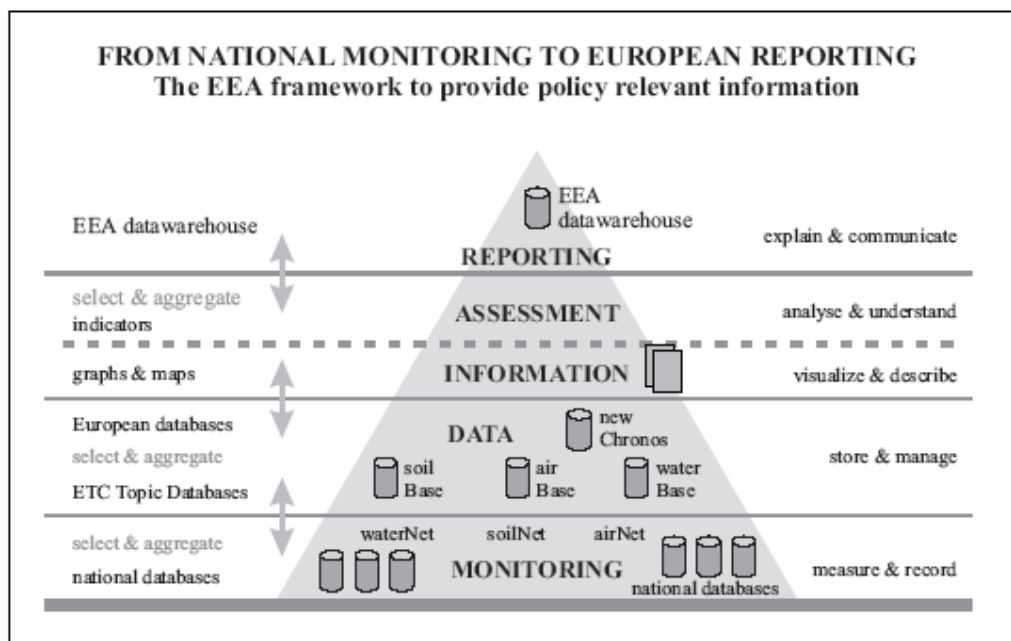 FROM NATIONAL MONITORING TO EUROPEAN REPORTING
The EEA framework to provide policy relevant information
EEA datawarehouse
EEA
datawarehouse
REPORTING
explain & communicate
select & aggregate
indicators
ASSESSMENT
analyse & understand
graphs & maps
INFORMATION
visualize & describe
European databases
select & aggregate
ETC Topic Databases
DATA
new
Chronos
soil
Base
air
Base
water
Base
store & manage
select & aggregate
national databases
waterNet
soilNet
airNet
MONITORING
national databases
measure & record